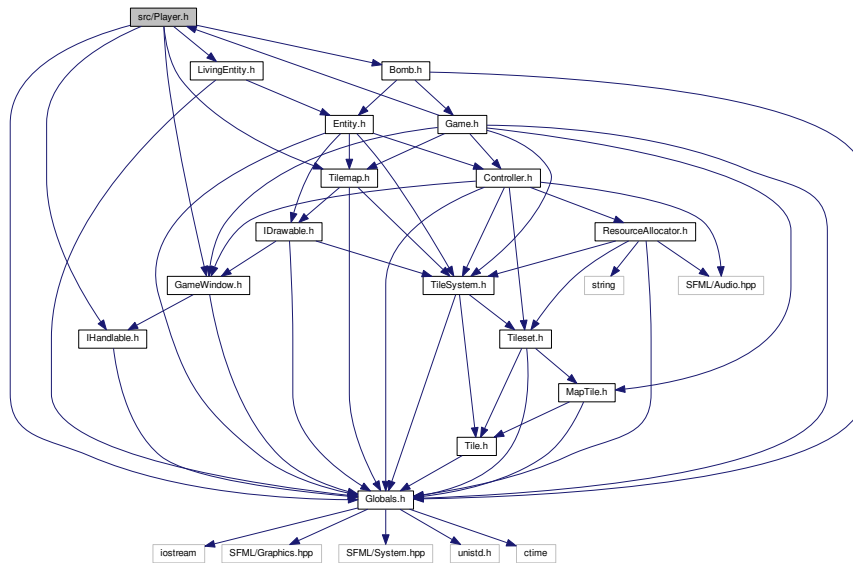 src/Player.h
LivingEntity.h
Bomb.h
Entity.h
Game.h
Tilemap.h
Controller.h
IDrawable.h
ResourceAllocator.h
GameWindow.h
TileSystem.h
string
SFML/Audio.hpp
IHandlable.h
Tileset.h
MapTile.h
Tile.h
Globals.h
iostream
SFML/Graphics.hpp
SFML/System.hpp
unistd.h
ctime